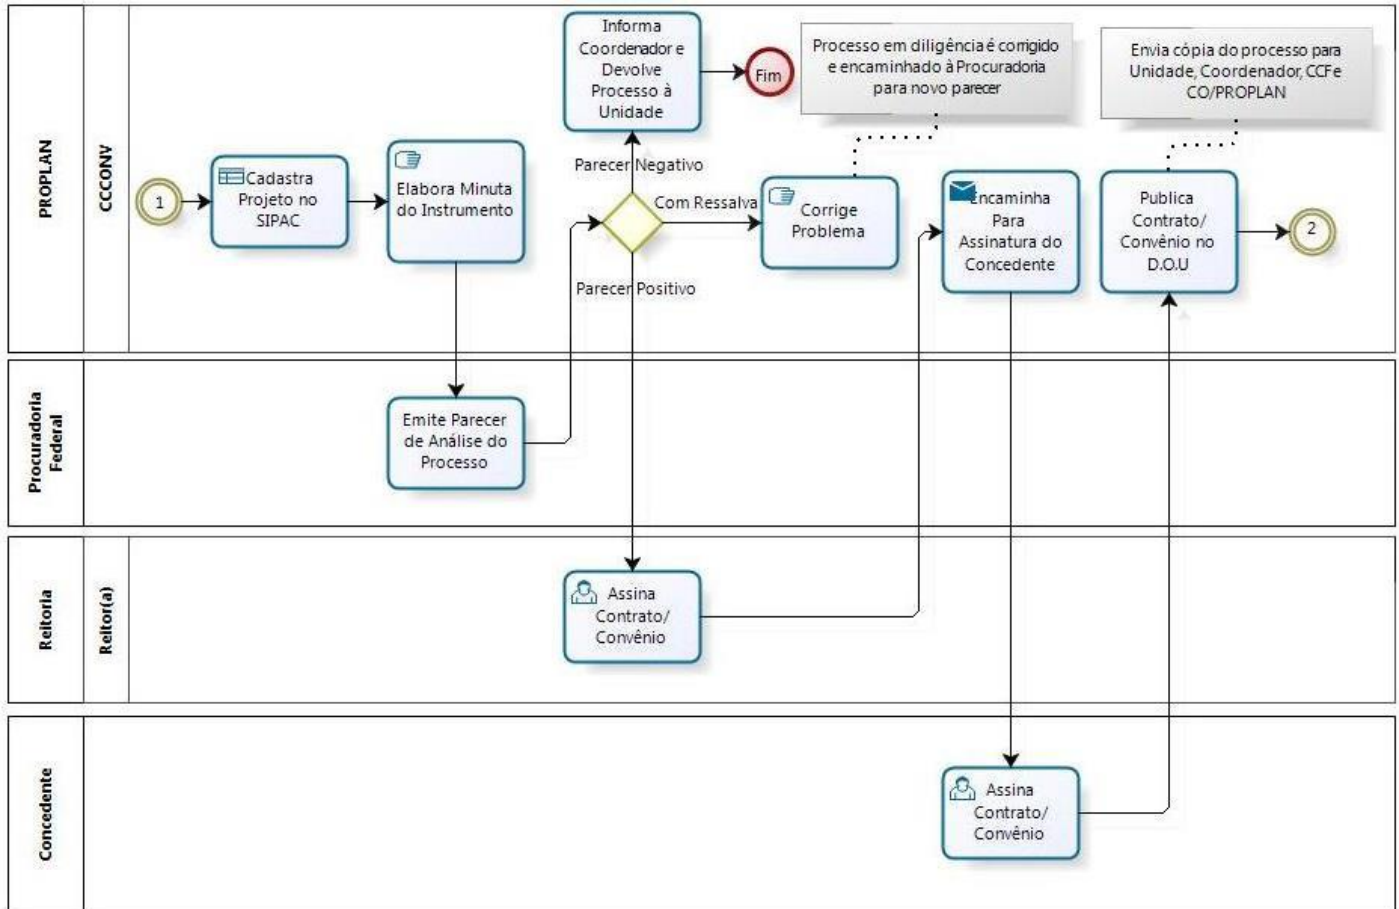 PROPLAN
CCCONV
1
Cadastra
Projeto no
SIPAC
Elabora Minuta
do Instrumento
Informa
Coordenador e
Devolve
Processo à
Unidade
Fim
Parecer Negativo
Com Ressalva
Parecer Positivo
Corrige
Problema
Processo em diligência é corrigido
e encaminhado à Procuradoria
para novo parecer
Encaminha
Para
Assinatura do
Concedente
Envia cópia do processo para
Unidade, Coordenador, CCF e
CO/PROPLAN
Publica
Contrato/
Convênio no
D.O.U
2
Procuradoria
Federal
Emite Parecer
de Análise do
Processo
Reitoria
Reitor(a)
Assina
Contrato/
Convênio
Concedente
Assina
Contrato/
Convênio